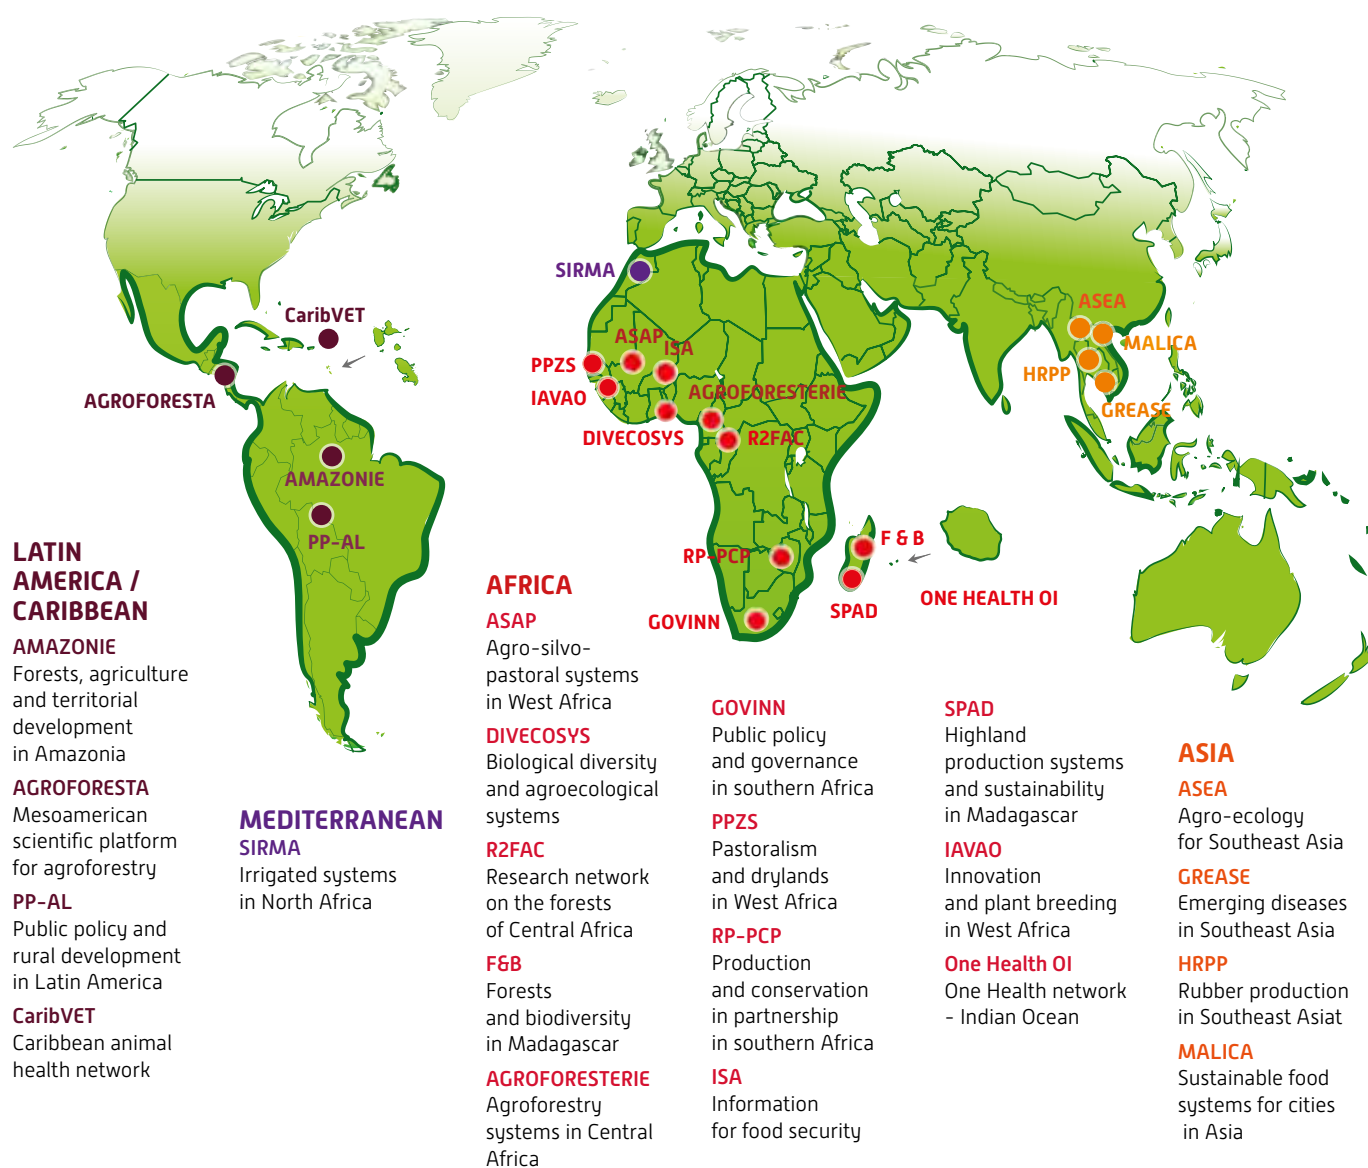 SIRMA
ASEA
CaribVET
ASAP
ISA
MALICA
PPZS
HRPP
IAVAO
AGROFORESTERIE
AGROFORESTA
GREASE
DIVECOSYS
R2FAC
AMAZONIE
PP-AL
F & B
RP-PCP
ONE HEALTH OI
SPAD
GOVINN
LATIN
AMERICA /
CARIBBEAN
AMAZONIE
Forests, agriculture
and territorial
development
in Amazonia
AGROFORESTA
Mesoamerican
scientific platform
for agroforestry
PP-AL
Public policy and
rural development
in Latin America
CaribVET
Caribbean animal
health network
MEDITERRANEAN
SIRMA
Irrigated systems
in North Africa
AFRICA
ASAP
Agro-silvo-
pastoral systems
in West Africa
DIVECOSYS
Biological diversity
and agroecological
systems
R2FAC
Research network
on the forests
of Central Africa
F&B
Forests
and biodiversity
in Madagascar
AGROFORESTERIE
Agroforestry
systems in Central
Africa
GOVINN
Public policy
and governance
in southern Africa
PPZS
Pastoralism
and drylands
in West Africa
RP-PCP
Production
and conservation
in partnership
in southern Africa
ISA
Information
for food security
SPAD
Highland
production systems
and sustainability
in Madagascar
IAVAO
Innovation
and plant breeding
in West Africa
One Health OI
One Health network
- Indian Ocean
ASIA
ASEA
Agro-ecology
for Southeast Asia
GREASE
Emerging diseases
in Southeast Asia
HRPP
Rubber production
in Southeast Asiat
MALICA
Sustainable food
systems for cities
in Asia